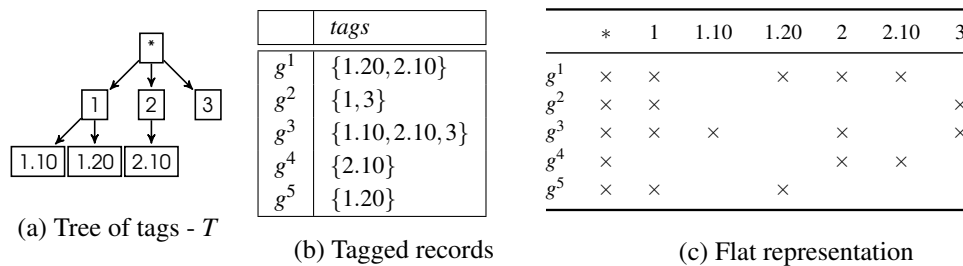 *
1 2 3
1.10 1.20 2.10
(a) Tree of tags - T
tags
g¹ {1.20,2.10}
g² {1,3}
g³ {1.10,2.10,3}
g⁴ {2.10}
g⁵ {1.20}
(b) Tagged records
* 1 1.10 1.20 2 2.10 3
g¹ × × × × ×
g² × × ×
g³ × × × × ×
g⁴ × × ×
g⁵ × × ×
(c) Flat representation